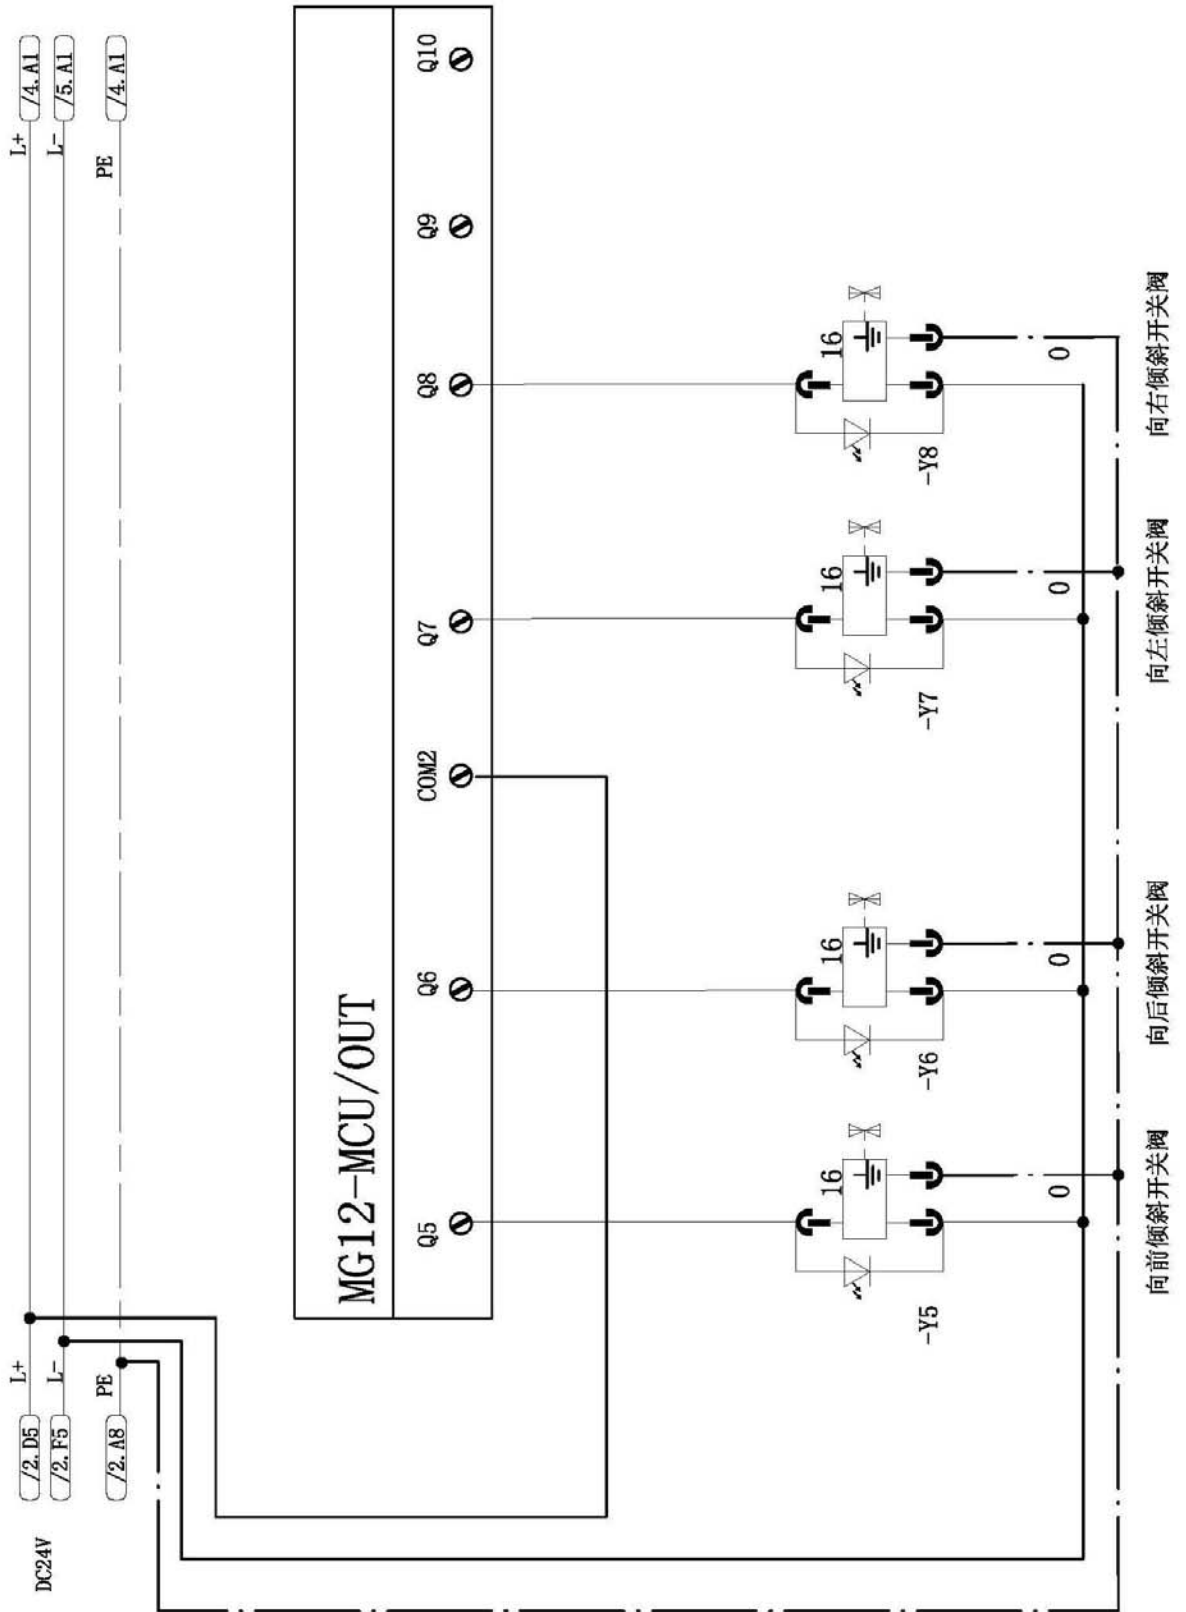 DC24V
/2.D5 L+ L+ /4.A1
/2.F5 L- L- /5.A1
/2.A8 PE PE /4.A1
MG12-MCU/OUT
Q5 Q6 COM2 Q7 Q8 Q9 Q10
16 16 16 16
-Y5 -Y6 -Y7 -Y8
0 0 0 0
向前倾斜开关阀 向后倾斜开关阀 向左倾斜开关阀 向右倾斜开关阀